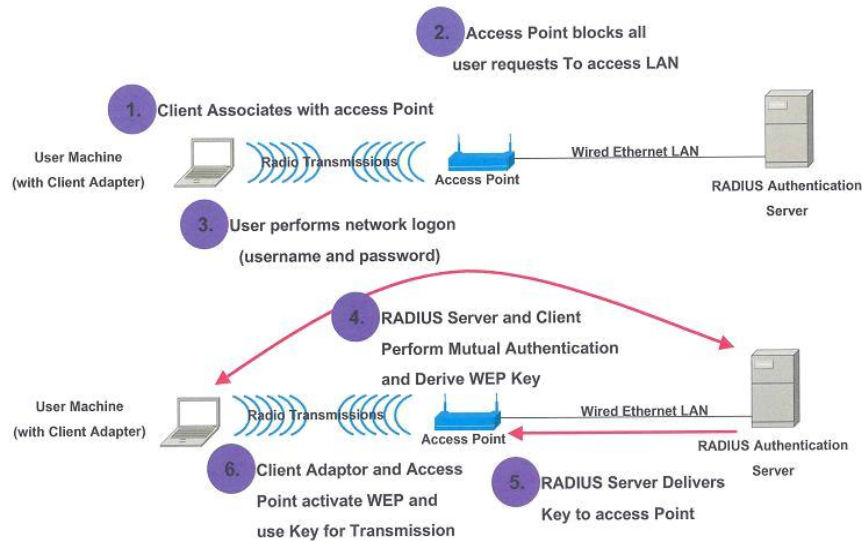 2. Access Point blocks all
user requests To access LAN
1. Client Associates with access Point
User Machine
(with Client Adapter)
Radio Transmissions
Access Point
Wired Ethernet LAN
RADIUS Authentication
Server
3. User performs network logon
(username and password)
4. RADIUS Server and Client
Perform Mutual Authentication
and Derive WEP Key
User Machine
(with Client Adapter)
Radio Transmissions
Access Point
Wired Ethernet LAN
RADIUS Authentication
Server
6. Client Adaptor and Access
Point activate WEP and
use Key for Transmission
5. RADIUS Server Delivers
Key to access Point